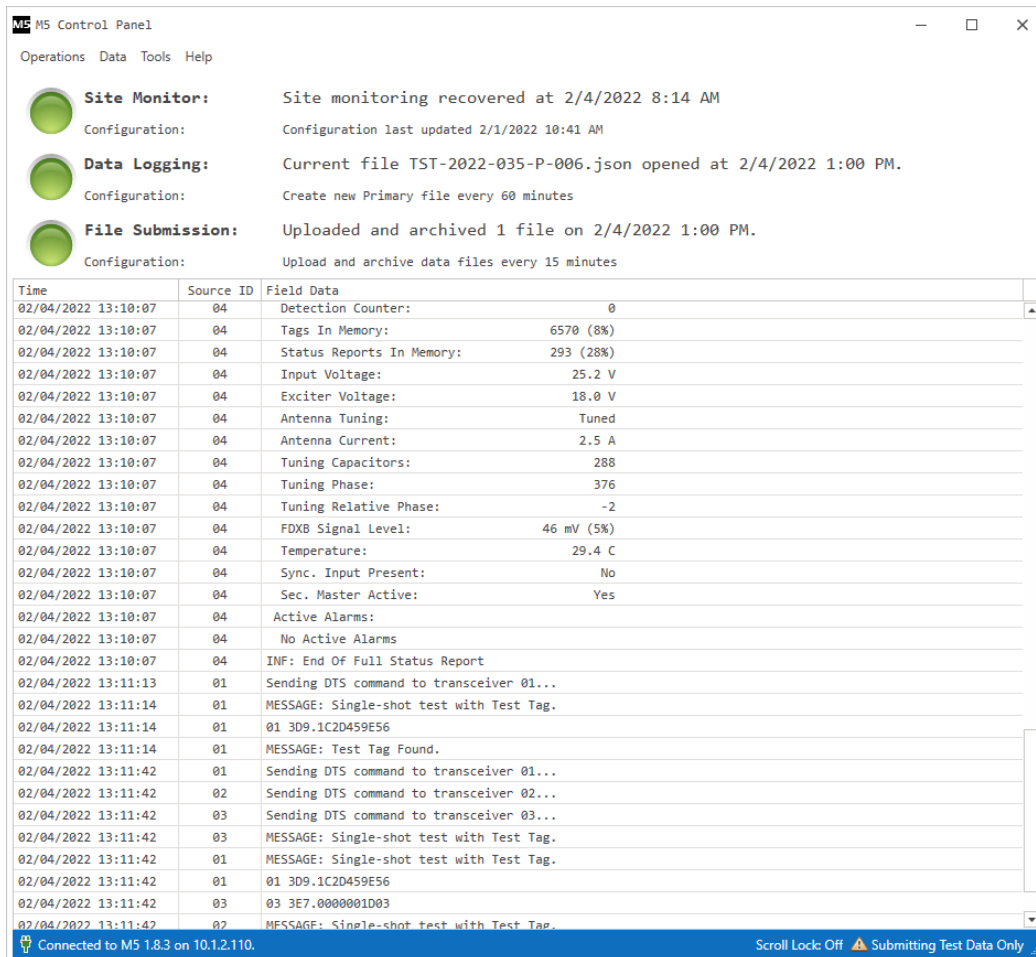 M5 M5 Control Panel
Operations Data Tools Help
Site Monitor: Site monitoring recovered at 2/4/2022 8:14 AM
Configuration: Configuration last updated 2/1/2022 10:41 AM
Data Logging: Current file TST-2022-035-P-006.json opened at 2/4/2022 1:00 PM.
Configuration: Create new Primary file every 60 minutes
File Submission: Uploaded and archived 1 file on 2/4/2022 1:00 PM.
Configuration: Upload and archive data files every 15 minutes
Time Source ID Field Data
02/04/2022 13:10:07 04 Detection Counter: 0
02/04/2022 13:10:07 04 Tags In Memory: 6570 (8%)
02/04/2022 13:10:07 04 Status Reports In Memory: 293 (28%)
02/04/2022 13:10:07 04 Input Voltage: 25.2 V
02/04/2022 13:10:07 04 Exciter Voltage: 18.0 V
02/04/2022 13:10:07 04 Antenna Tuning: Tuned
02/04/2022 13:10:07 04 Antenna Current: 2.5 A
02/04/2022 13:10:07 04 Tuning Capacitors: 288
02/04/2022 13:10:07 04 Tuning Phase: 376
02/04/2022 13:10:07 04 Tuning Relative Phase: -2
02/04/2022 13:10:07 04 FDXB Signal Level: 46 mV (5%)
02/04/2022 13:10:07 04 Temperature: 29.4 C
02/04/2022 13:10:07 04 Sync. Input Present: No
02/04/2022 13:10:07 04 Sec. Master Active: Yes
02/04/2022 13:10:07 04 Active Alarms:
02/04/2022 13:10:07 04 No Active Alarms
02/04/2022 13:10:07 04 INF: End Of Full Status Report
02/04/2022 13:11:13 01 Sending DTS command to transceiver 01...
02/04/2022 13:11:14 01 MESSAGE: Single-shot test with Test Tag.
02/04/2022 13:11:14 01 01 3D9.1C2D459E56
02/04/2022 13:11:14 01 MESSAGE: Test Tag Found.
02/04/2022 13:11:42 01 Sending DTS command to transceiver 01...
02/04/2022 13:11:42 02 Sending DTS command to transceiver 02...
02/04/2022 13:11:42 03 Sending DTS command to transceiver 03...
02/04/2022 13:11:42 03 MESSAGE: Single-shot test with Test Tag.
02/04/2022 13:11:42 01 MESSAGE: Single-shot test with Test Tag.
02/04/2022 13:11:42 01 01 3D9.1C2D459E56
02/04/2022 13:11:42 03 03 3E7.0000001D03
02/04/2022 13:11:42 02 MESSAGE: Single-shot test with Test Tag.
Connected to M5 1.8.3 on 10.1.2.110. Scroll Lock: Off Submitting Test Data Only